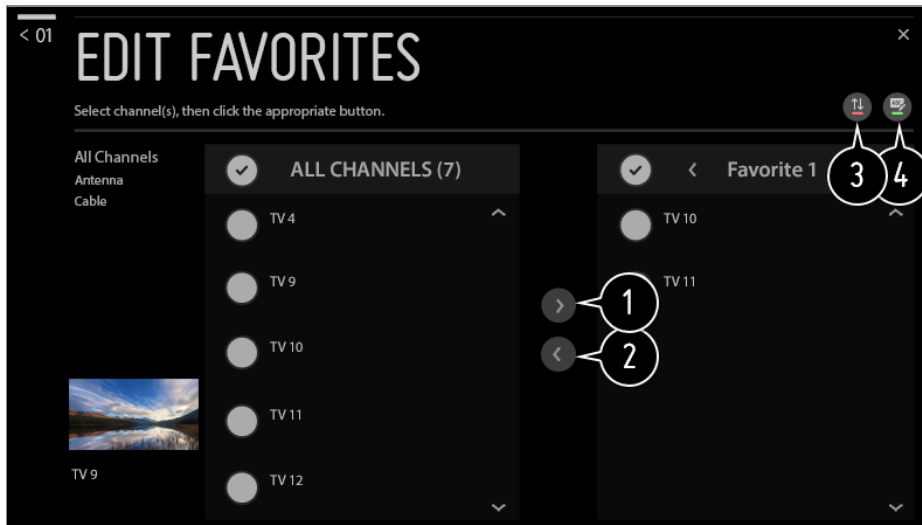 < 01
EDIT FAVORITES
Select channel(s), then click the appropriate button.
All Channels
Antenna
Cable
TV 9
ALL CHANNELS (7)
TV 4
TV 9
TV 10
TV 11
TV 12
Favorite 1
TV 10
TV 11
1
2
3
4